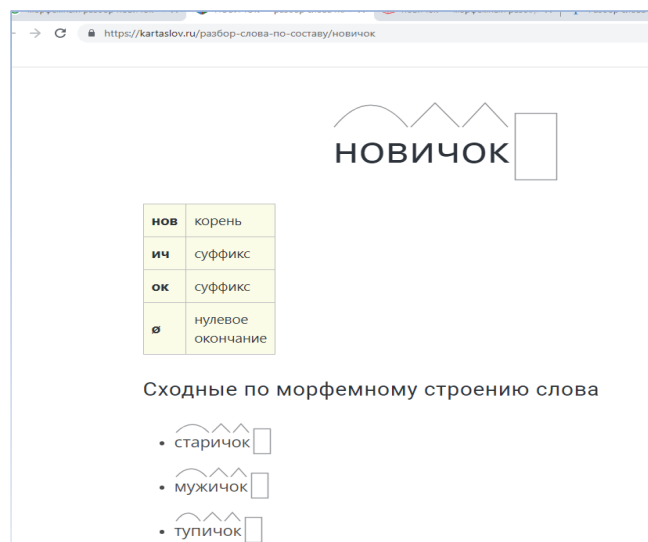 https://kartaslov.ru/разбор-слова-по-составу/новичок
новичок
нов корень
ич суффикс
ок суффикс
ø нулевое
окончание
Сходные по морфемному строению слова
• старичок
• мужичок
• тупичок